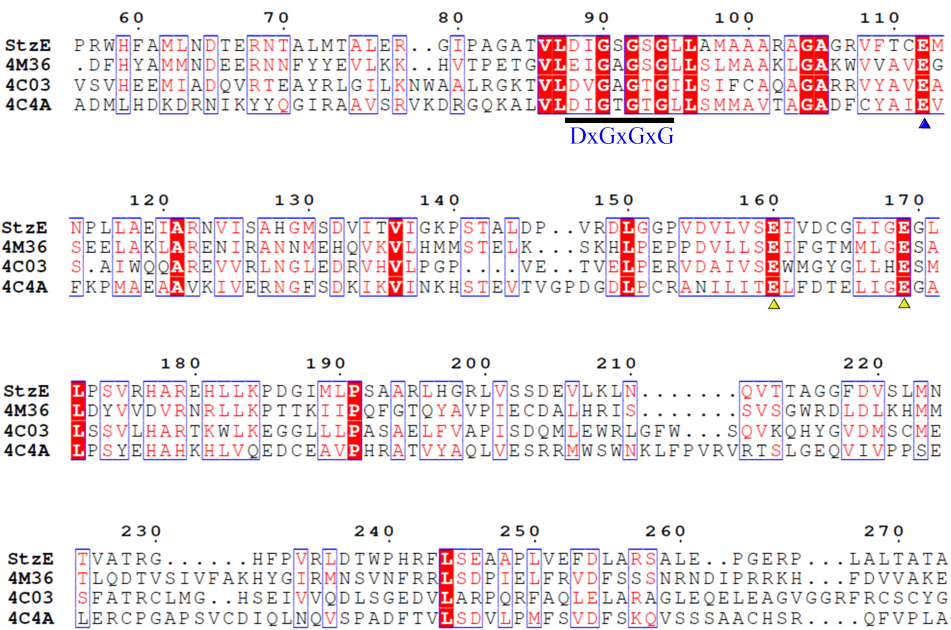 60 70 80 90 100 110
StzE PRWHFAMLNDTERNTALMTALER..GIPAGATVLDIGSGSGLLAMAAARAGAGRVFTCEM
4M36 .DFHYAMMNDEERNNFYYEVLKK..HVTPETGVLEIGAGSGLLSLMAAKLGAKWVVAVEG
4C03 VSVHEEMIADQVRTEAYRLGILKNWAALRGKTVLDVGAGTGILSIFCAQAGARRVYAVEA
4C4A ADMLHDKDRNIKYYQGIRAAVSRVKDRGQKALVLDIGTGTGLLSMMAVTAGADFCYAIEV
DxGxGxG
120 130 140 150 160 170
StzE NPLLAEIARNVISAHGMSDVITVIGKPSTALDP..VRDLGGPVDVLVSEIVDCGLIGEGL
4M36 SEELAKLARENIRANNMEHQVKVLHMMSTELK...SKHLPEPPDVLLSEIFGTMMLGESA
4C03 S.AIWQQAREVVRLNGLEDRVHVLPGP....VE..TVELPERVDAIVSEWMGYGLLHESM
4C4A FKPMAEAAVKIVERNGFSDKIKVINKHSTEVTVGPDGDLPCRANILITELFDTELIGEGA
180 190 200 210 220
StzE LPSVRHAREHLLKPDGIMLPSAARLHGRLVSSDEVLKLN.......QVTTAGGFDVSLMN
4M36 LDYVVDVRNRLLKPTTKIIPQFGTQYAVPIECDALHRIS.......SVSGWRDLDLKHMM
4C03 LSSVLHARTKWLKEGGLLLPASAELFVAPISDQMLEWRLGFW...SQVKQHYGVDMSCME
4C4A LPSYEHAHKHLVQEDCEAVPHRATVYAQLVESRRMWSWNKLFPVRVRTSLGEQVIVPPSE
230 240 250 260 270
StzE TVATRG......HFPVRLDTWPHRFLSEAAPLVEFDLARSALE..PGERP...LALTATA
4M36 TLQDTVSIVFAKHYGIRMNSVNFRRLSDPIELFRVDFSSSNRNDIPRRKH...FDVVAKE
4C03 SFATRCLMG..HSEIVVQDLSGEDVLARPQRFAQLELARAGLEQELEAGVGGRFRCSCYG
4C4A LERCPGAPSVCDIQLNQVSPADFTVLSDVLPMFSVDFSKQVSSSAACHSR...QFVPLA